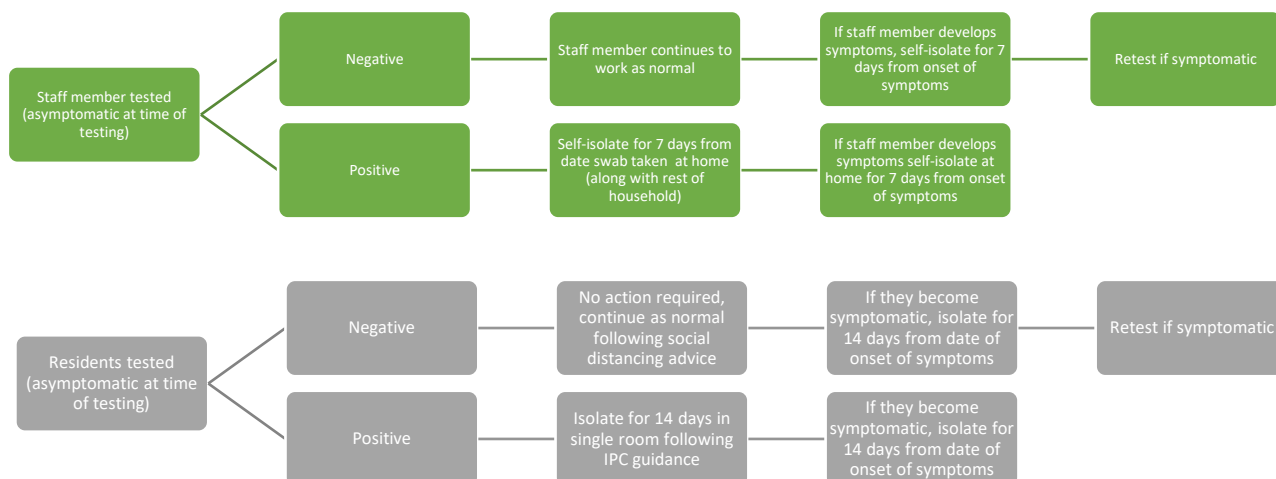 Staff member tested
(asymptomatic at time of
testing)
Negative
Staff member continues to
work as normal
If staff member develops
symptoms, self-isolate for 7
days from onset of
symptoms
Retest if symptomatic
Positive
Self-isolate for 7 days from
date swab taken at home
(along with rest of
household)
If staff member develops
symptoms self-isolate at
home for 7 days from onset
of symptoms
Residents tested
(asymptomatic at time
of testing)
Negative
No action required,
continue as normal
following social
distancing advice
If they become
symptomatic, isolate for
14 days from date of
onset of symptoms
Retest if symptomatic
Positive
Isolate for 14 days in
single room following
IPC guidance
If they become
symptomatic, isolate for
14 days from date of
onset of symptoms